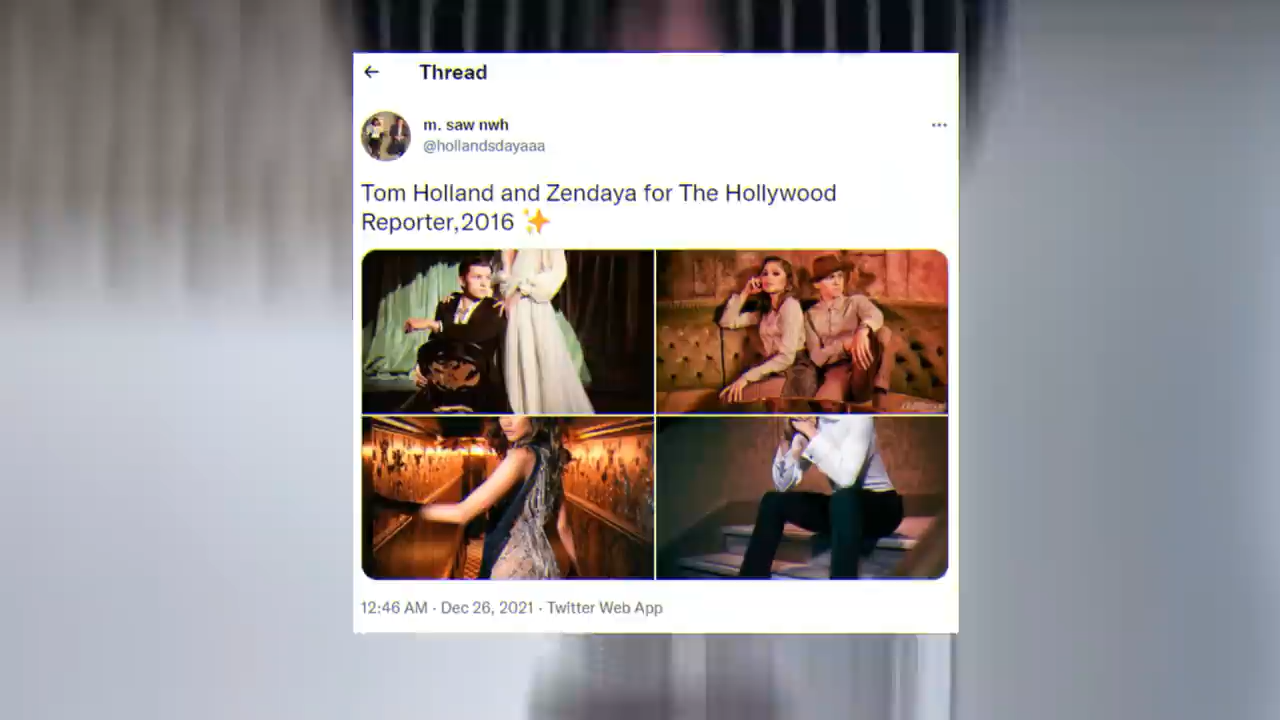 Thread
m. saw nwh
@hollandsdayaaa
Tom Holland and Zendaya for The Hollywood
Reporter,2016 ✨
12:46 AM · Dec 26, 2021 · Twitter Web App